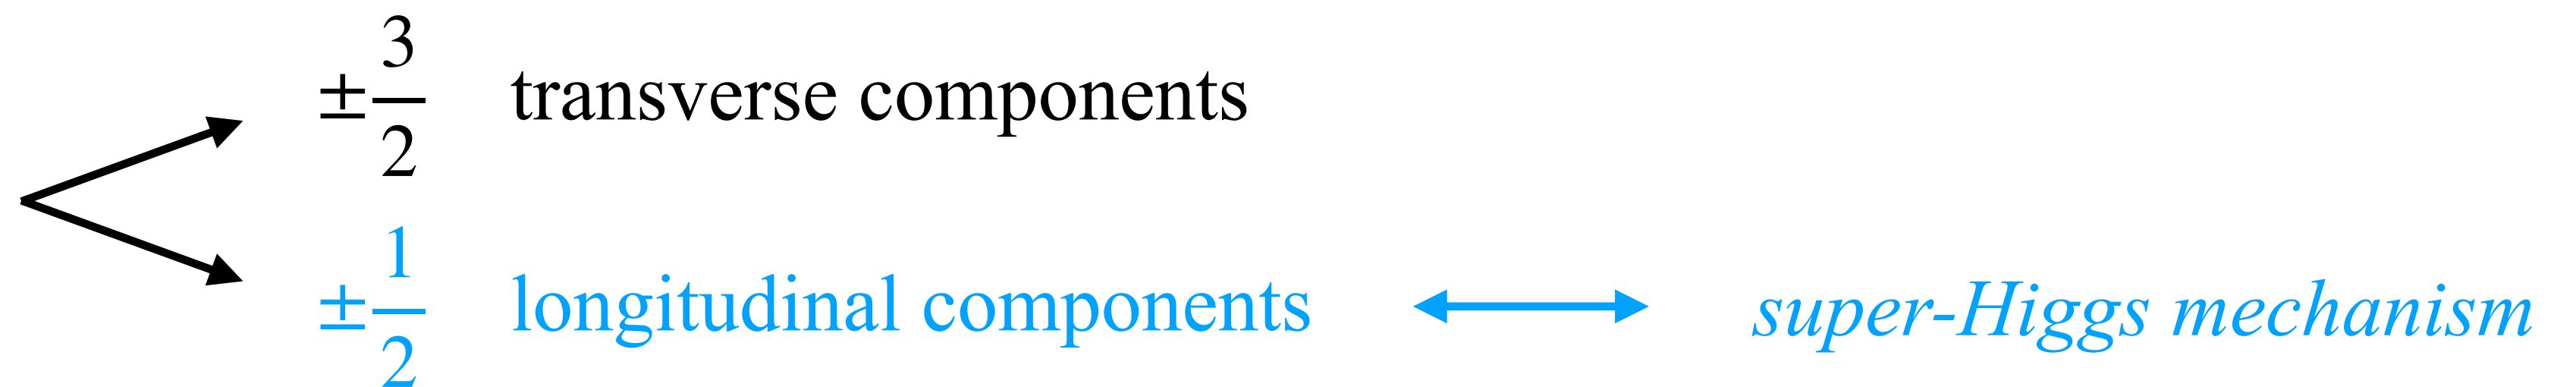 ±3/2 transverse components
±1/2 longitudinal components super-Higgs mechanism